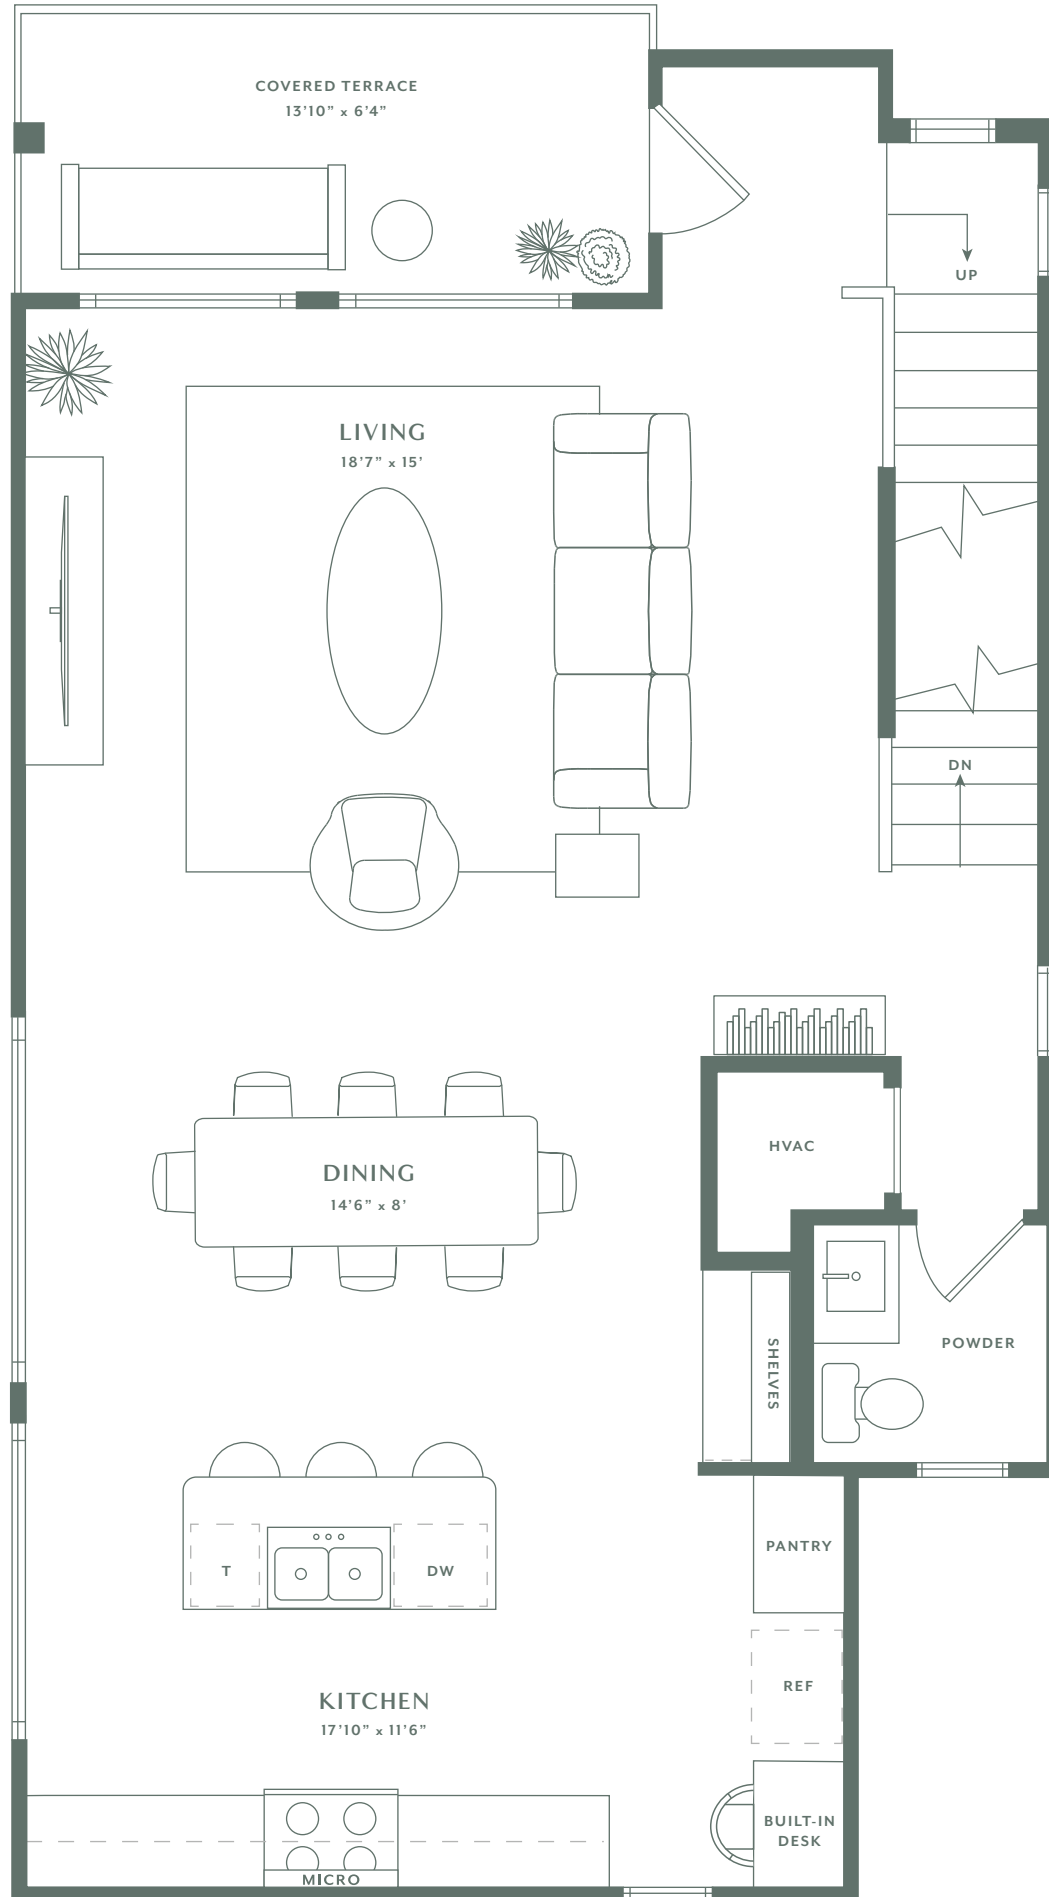 COVERED TERRACE
13'10" x 6'4"
UP
LIVING
18'7" x 15'
DN
HVAC
DINING
14'6" x 8'
SHELVES
POWDER
PANTRY
T
DW
REF
KITCHEN
17'10" x 11'6"
BUILT-IN
DESK
MICRO